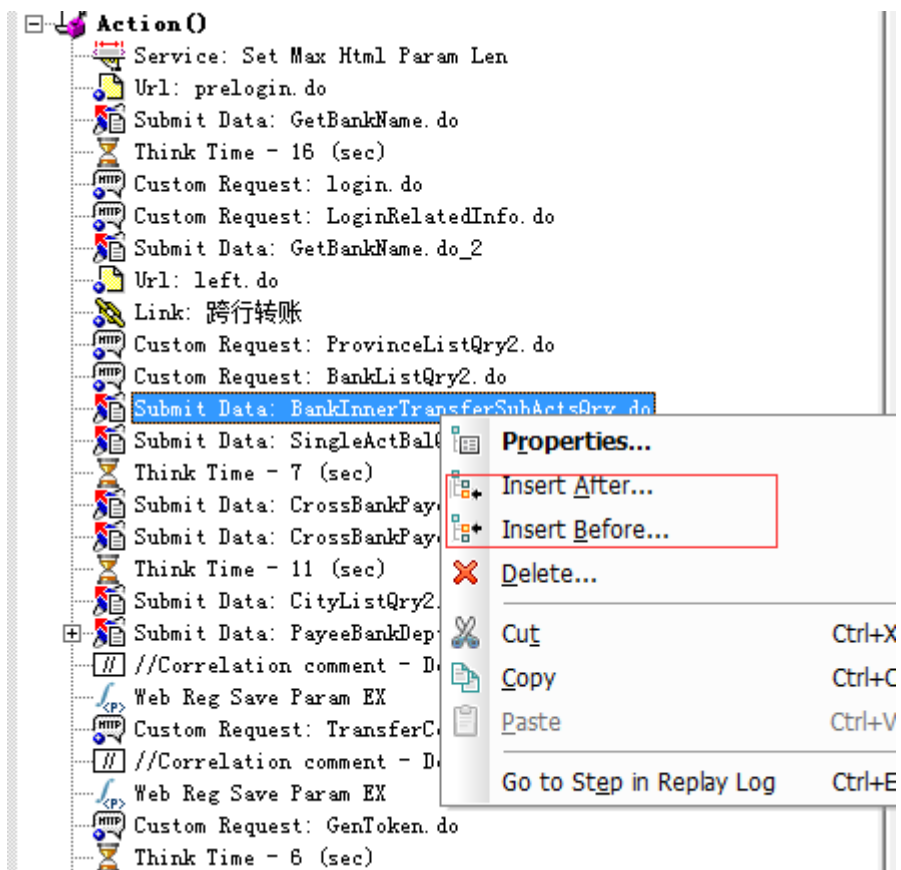 Action()
Service: Set Max Html Param Len
Url: prelogin.do
Submit Data: GetBankName.do
Think Time - 16 (sec)
Custom Request: login.do
Custom Request: LoginRelatedInfo.do
Submit Data: GetBankName.do_2
Url: left.do
Link: 跨行转账
Custom Request: ProvinceListQry2.do
Custom Request: BankListQry2.do
Submit Data: BankInnerTransferSubActsQry.do
Submit Data: SingleActBal
Properties...
Think Time - 7 (sec)
Insert After...
Submit Data: CrossBankPay
Submit Data: CrossBankPay
Insert Before...
Think Time - 11 (sec)
Delete...
Submit Data: CityListQry2.
Submit Data: PayeeBankDep
Cut Ctrl+X
//Correlation comment - D
Copy Ctrl+C
Web Reg Save Param EX
Paste Ctrl+V
Custom Request: TransferC
//Correlation comment - D
Go to Step in Replay Log Ctrl+E
Web Reg Save Param EX
Custom Request: GenToken.do
Think Time - 6 (sec)